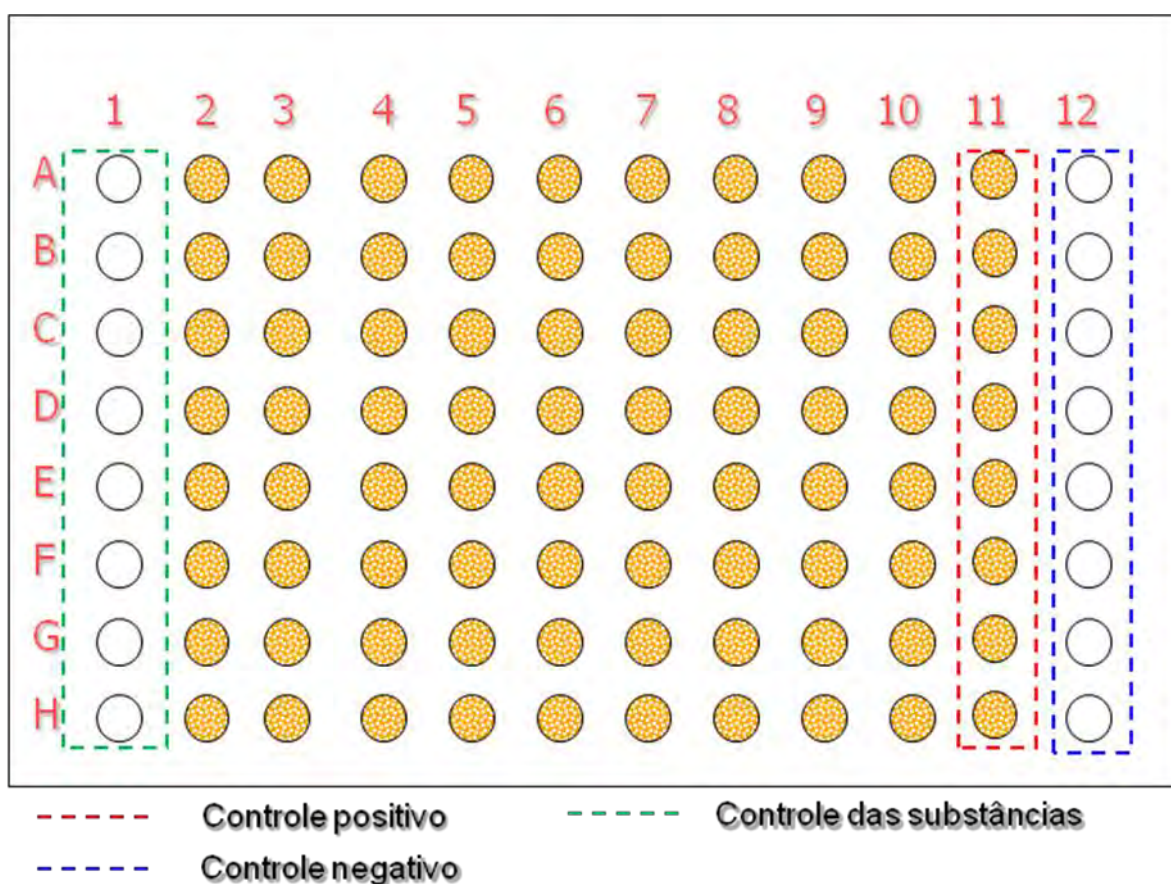 1 2 3 4 5 6 7 8 9 10 11 12
A
B
C
D
E
F
G
H
Controle positivo Controle das substâncias
Controle negativo